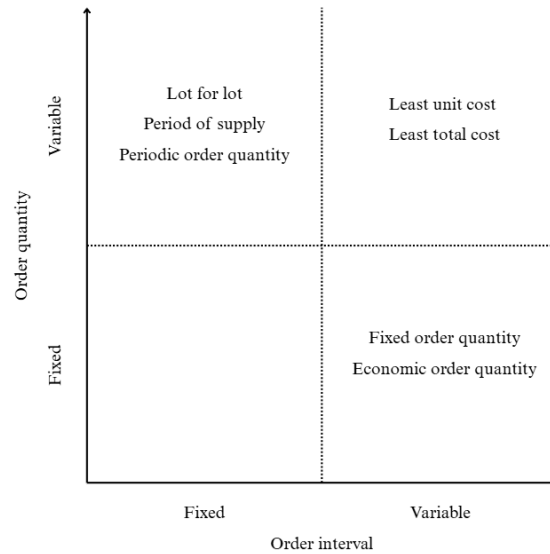 Lot for lot
Period of supply
Periodic order quantity
Least unit cost
Least total cost
Variable
Order quantity
Fixed
Fixed order quantity
Economic order quantity
Fixed
Variable
Order interval